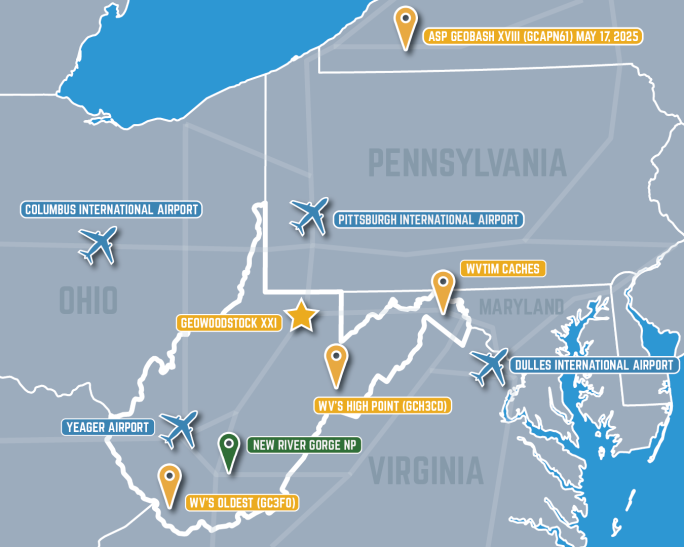 ASP GEOBASH XVIII (GCAPN61) MAY 17, 2025
PENNSYLVANIA
COLUMBUS INTERNATIONAL AIRPORT
PITTSBURGH INTERNATIONAL AIRPORT
WVTIM CACHES
OHIO
MARYLAND
GEOWOODSTOCK XXI
DULLES INTERNATIONAL AIRPORT
WV'S HIGH POINT (GCH3CD)
YEAGER AIRPORT
NEW RIVER GORGE NP
VIRGINIA
WV'S OLDEST (GC3F0)